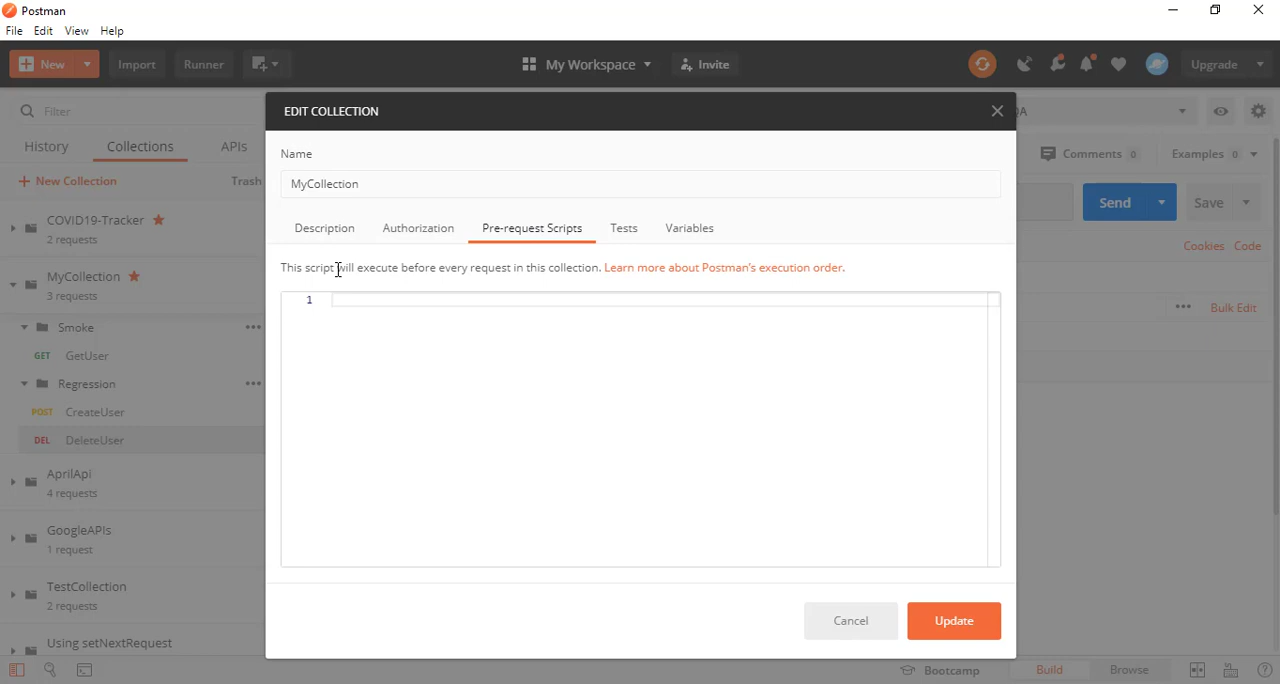 Postman
File Edit View Help
New Import Runner My Workspace Invite Upgrade
Filter
History Collections APIs
New Collection Trash
COVID19-Tracker
2 requests
MyCollection
3 requests
Smoke
GET GetUser
Regression
POST CreateUser
DEL DeleteUser
AprilApi
4 requests
GoogleAPIs
1 request
TestCollection
2 requests
Using setNextRequest
EDIT COLLECTION
Name
MyCollection
Description Authorization Pre-request Scripts Tests Variables
This script will execute before every request in this collection. Learn more about Postman's execution order.
1
Cancel Update
QA
Comments 0 Examples 0
Send Save
Cookies Code
Bulk Edit
Bootcamp Build Browse